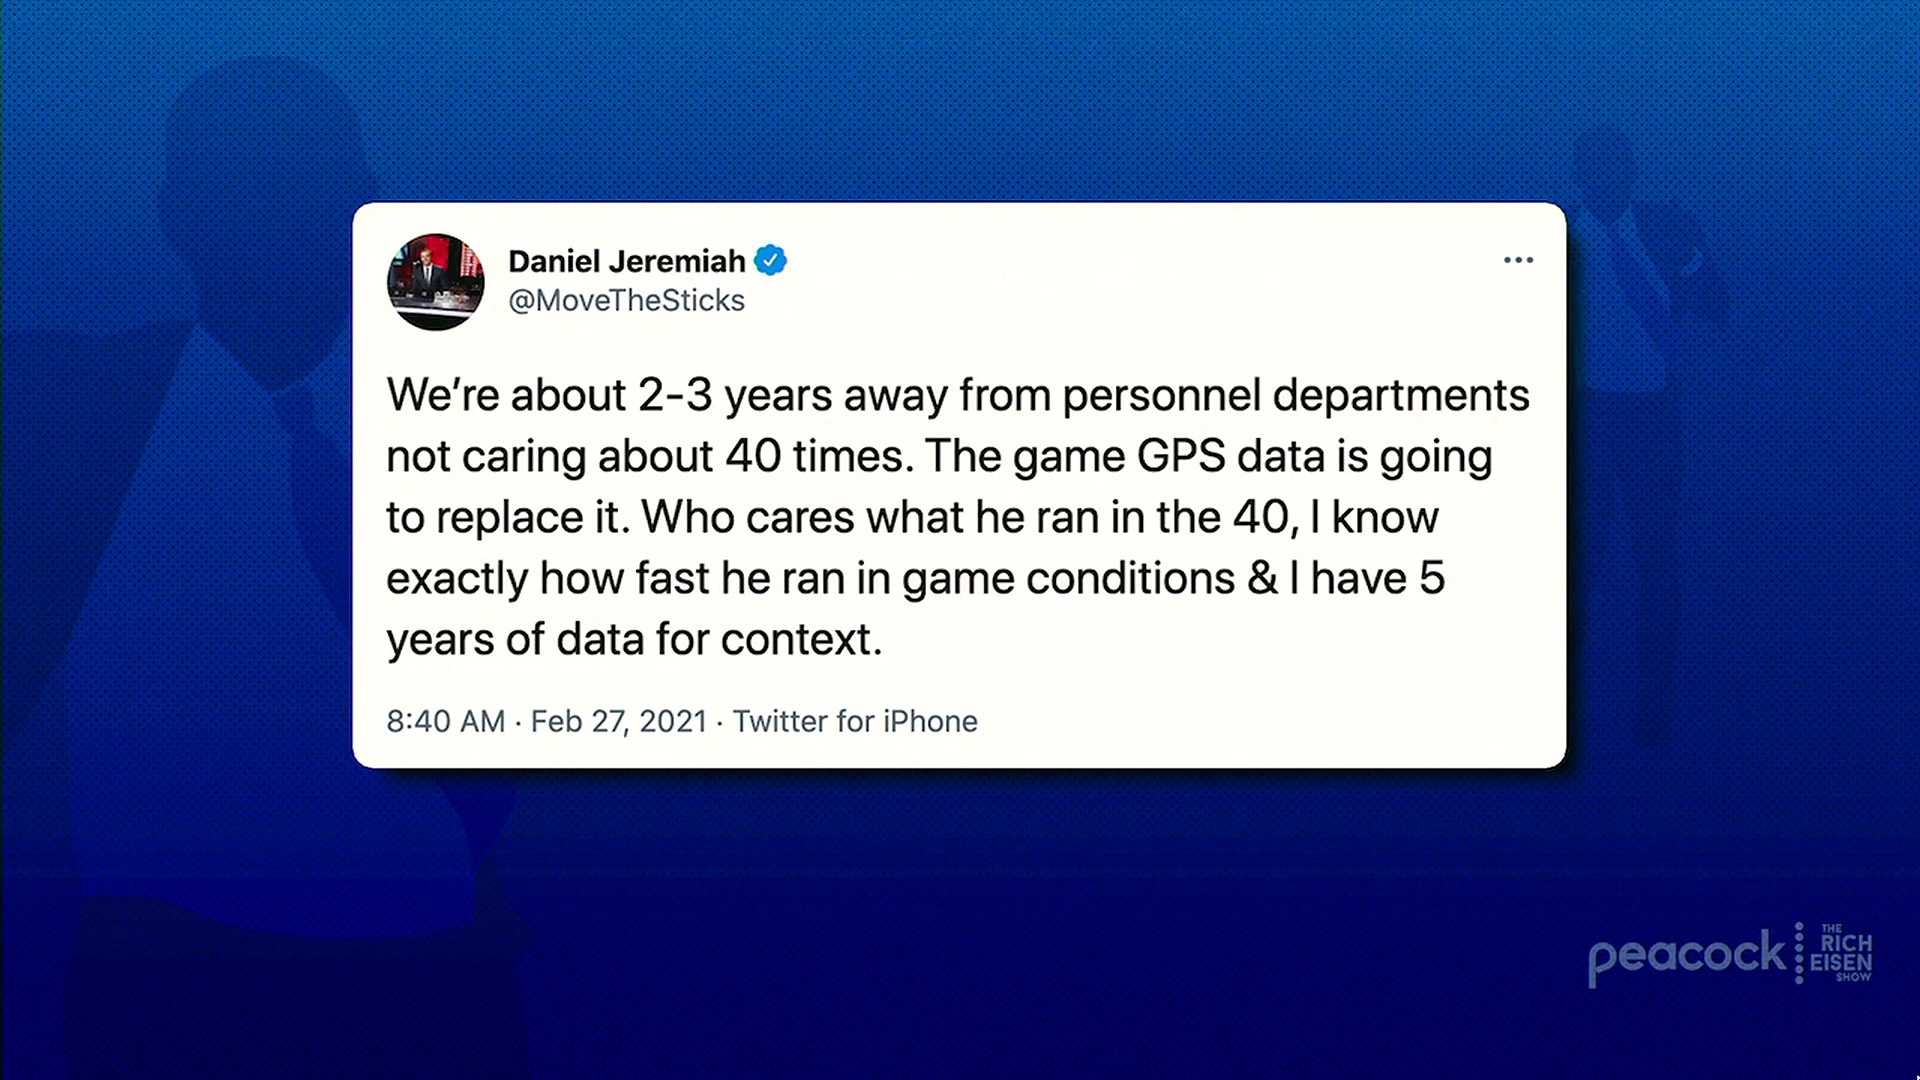 Daniel Jeremiah
@MoveTheSticks
We’re about 2-3 years away from personnel departments
not caring about 40 times. The game GPS data is going
to replace it. Who cares what he ran in the 40, I know
exactly how fast he ran in game conditions & I have 5
years of data for context.
8:40 AM · Feb 27, 2021 · Twitter for iPhone
peacock
THE
RICH
EISEN
SHOW